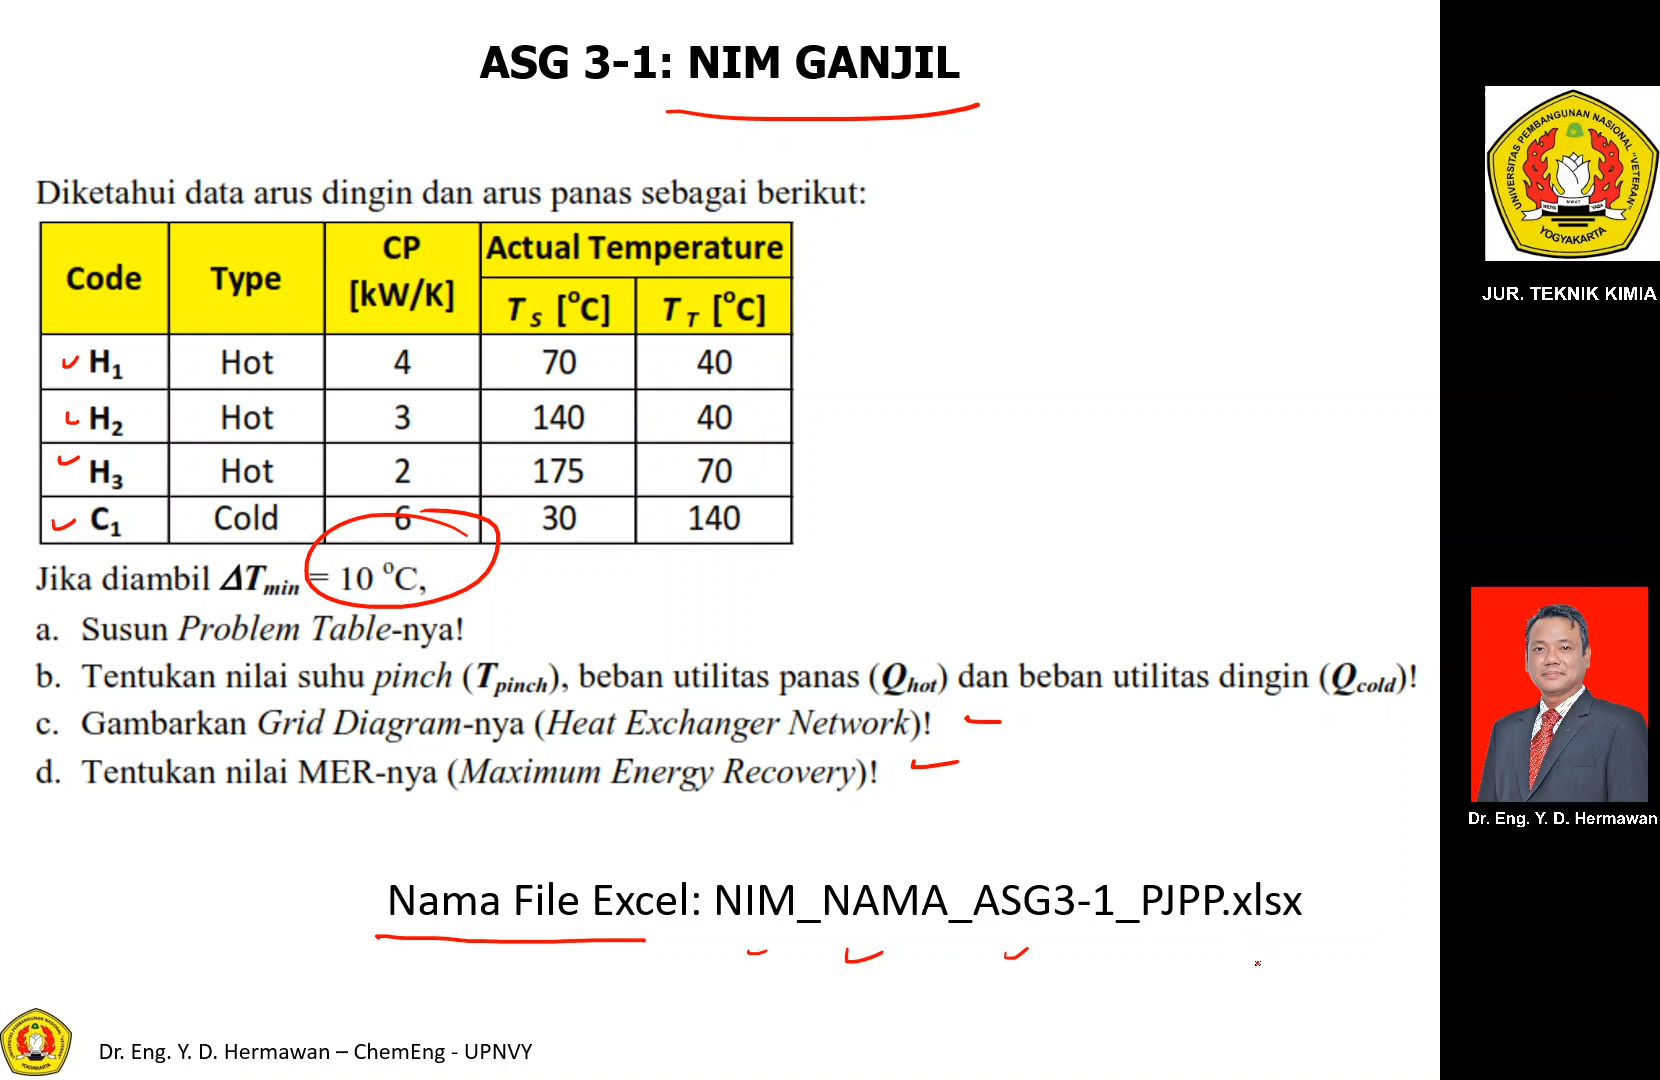 ASG 3-1: NIM GANJIL
Diketahui data arus dingin dan arus panas sebagai berikut:
Code Type CP [kW/K] Actual Temperature
T S [°C] T T [°C]
H1 Hot 4 70 40
H2 Hot 3 140 40
H3 Hot 2 175 70
C1 Cold 6 30 140
Jika diambil ΔTmin = 10 °C,
a. Susun Problem Table-nya!
b. Tentukan nilai suhu pinch (Tpinch), beban utilitas panas (Qhot) dan beban utilitas dingin (Qcold)!
c. Gambarkan Grid Diagram-nya (Heat Exchanger Network)!
d. Tentukan nilai MER-nya (Maximum Energy Recovery)!
Nama File Excel: NIM_NAMA_ASG3-1_PJPP.xlsx
Dr. Eng. Y. D. Hermawan – ChemEng - UPNVY
UNIVERSITAS PEMBANGUNAN NASIONAL "VETERAN"
YOGYAKARTA
JUR. TEKNIK KIMIA
Dr. Eng. Y. D. Hermawan